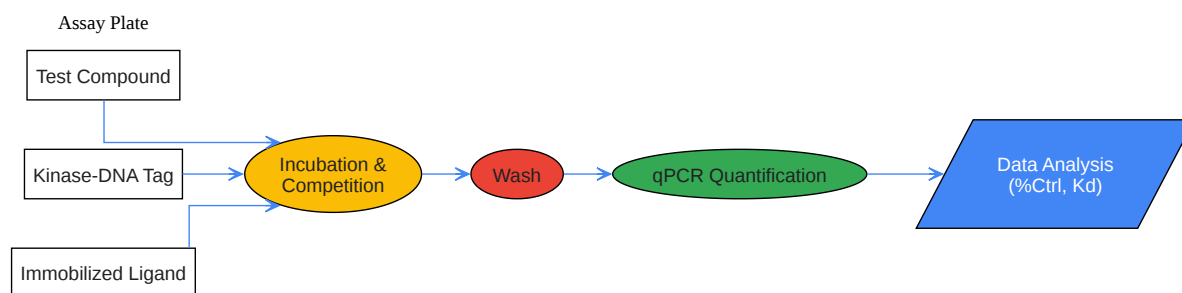 Assay Plate
Test Compound
Kinase-DNA Tag
Immobilized Ligand
Incubation &
Competition
Wash
qPCR Quantification
Data Analysis
(%Ctrl, Kd)